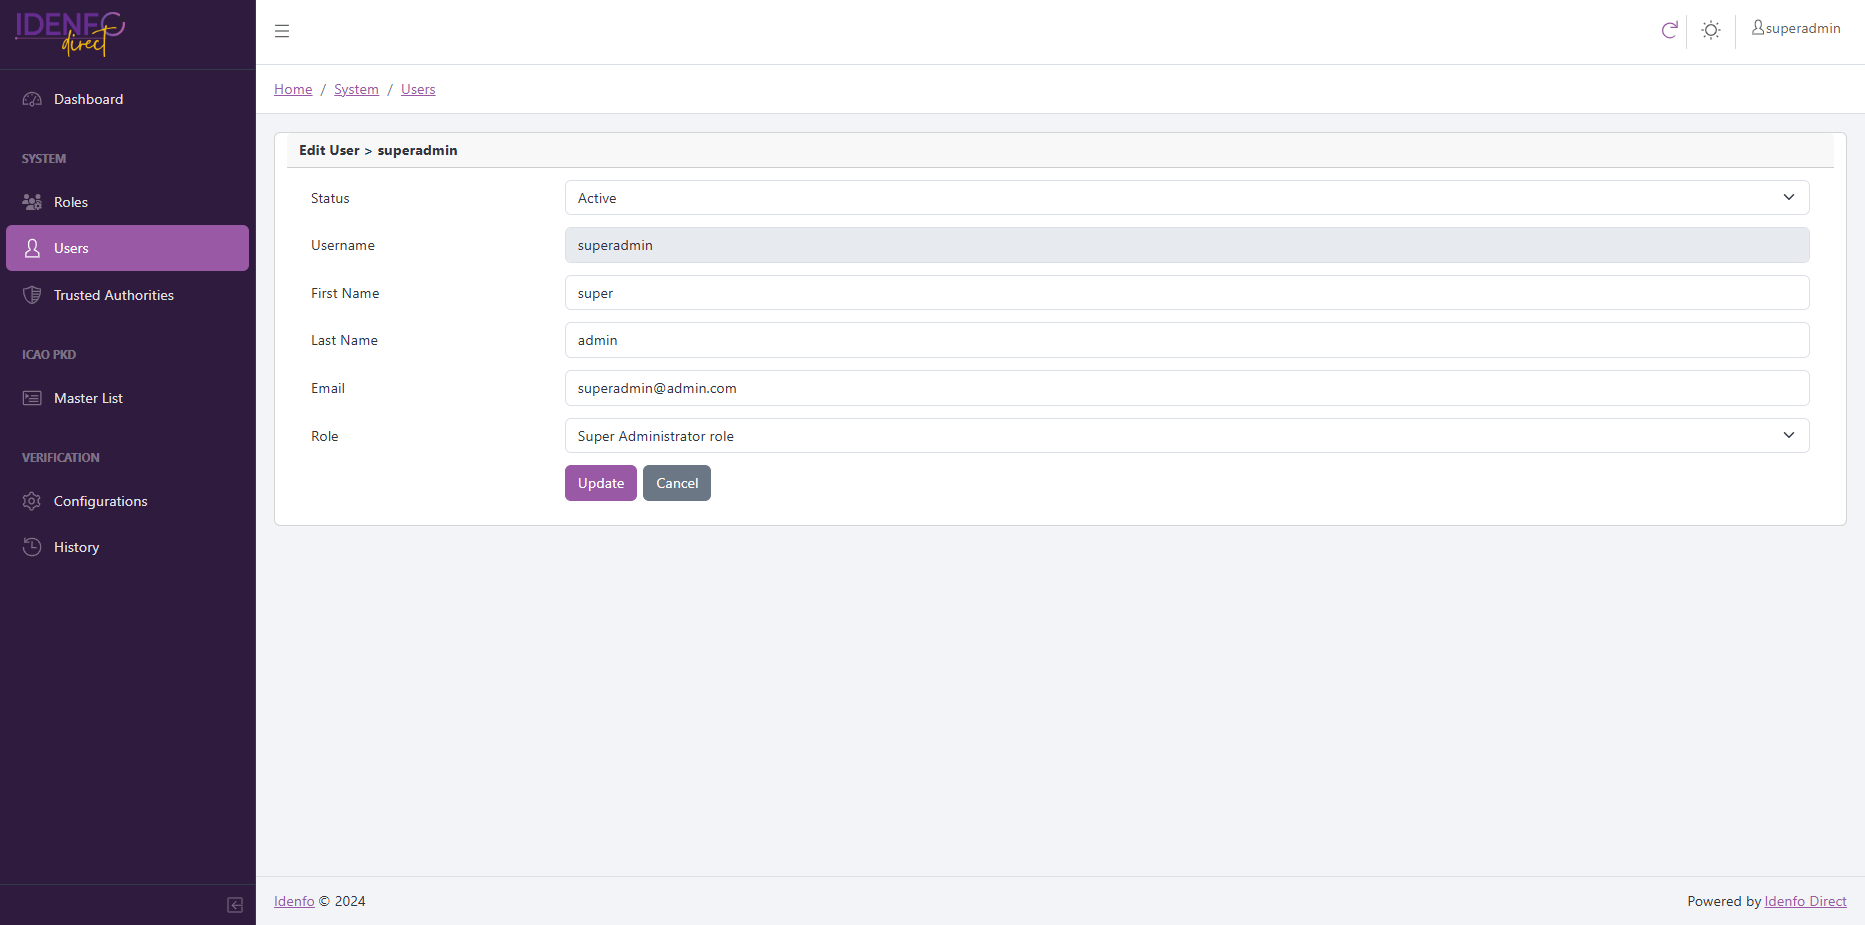 IDENFO
direct
superadmin
Dashboard
Home / System / Users
SYSTEM
Roles
Users
Trusted Authorities
ICAO PKD
Master List
VERIFICATION
Configurations
History
Edit User > superadmin
Status
Active
Username
superadmin
First Name
super
Last Name
admin
Email
superadmin@admin.com
Role
Super Administrator role
Update
Cancel
Idenfo © 2024
Powered by Idenfo Direct